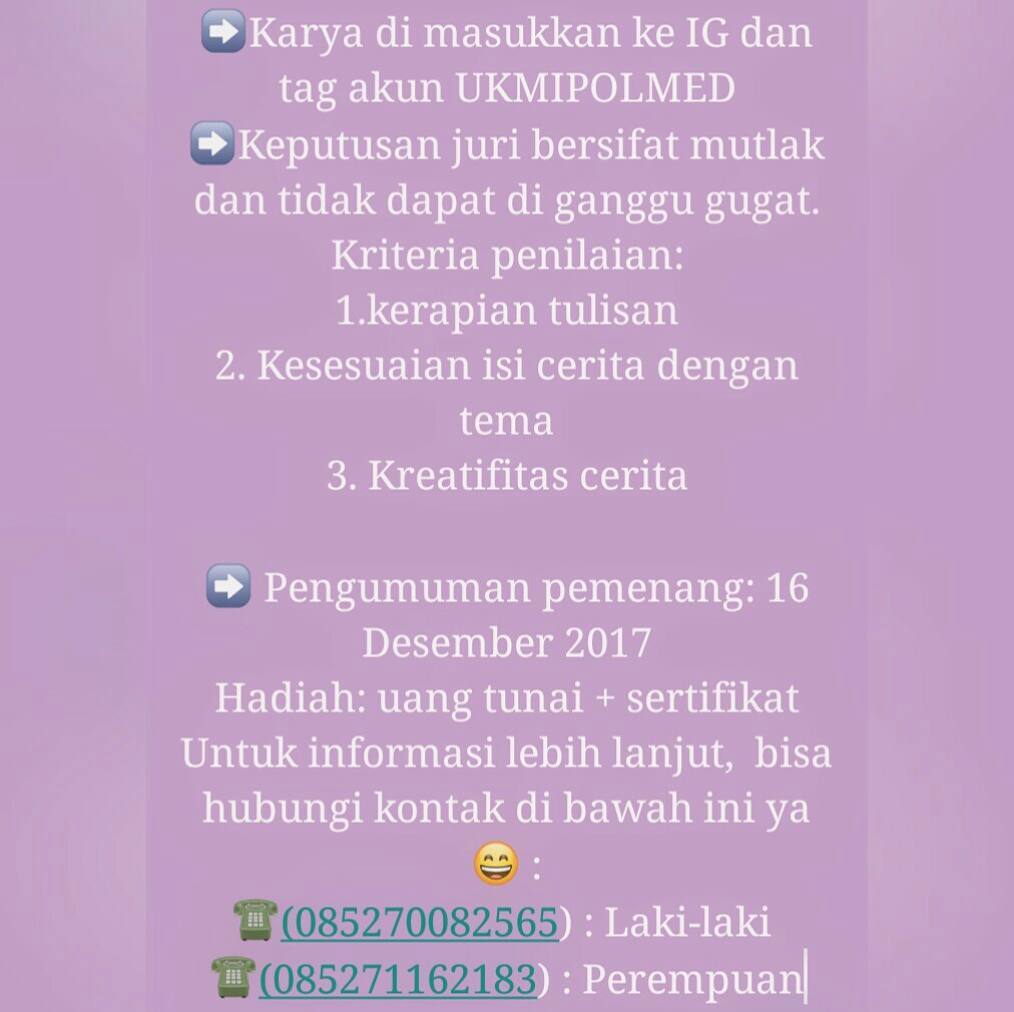 ➡Karya di masukkan ke IG dan
tag akun UKMIPOLMED
➡Keputusan juri bersifat mutlak
dan tidak dapat di ganggu gugat.
Kriteria penilaian:
1.kerapian tulisan
2. Kesesuaian isi cerita dengan
tema
3. Kreatifitas cerita
➡ Pengumuman pemenang: 16
Desember 2017
Hadiah: uang tunai + sertifikat
Untuk informasi lebih lanjut,  bisa
hubungi kontak di bawah ini ya
😄 :
☎(085270082565) : Laki-laki
☎(085271162183) : Perempuan